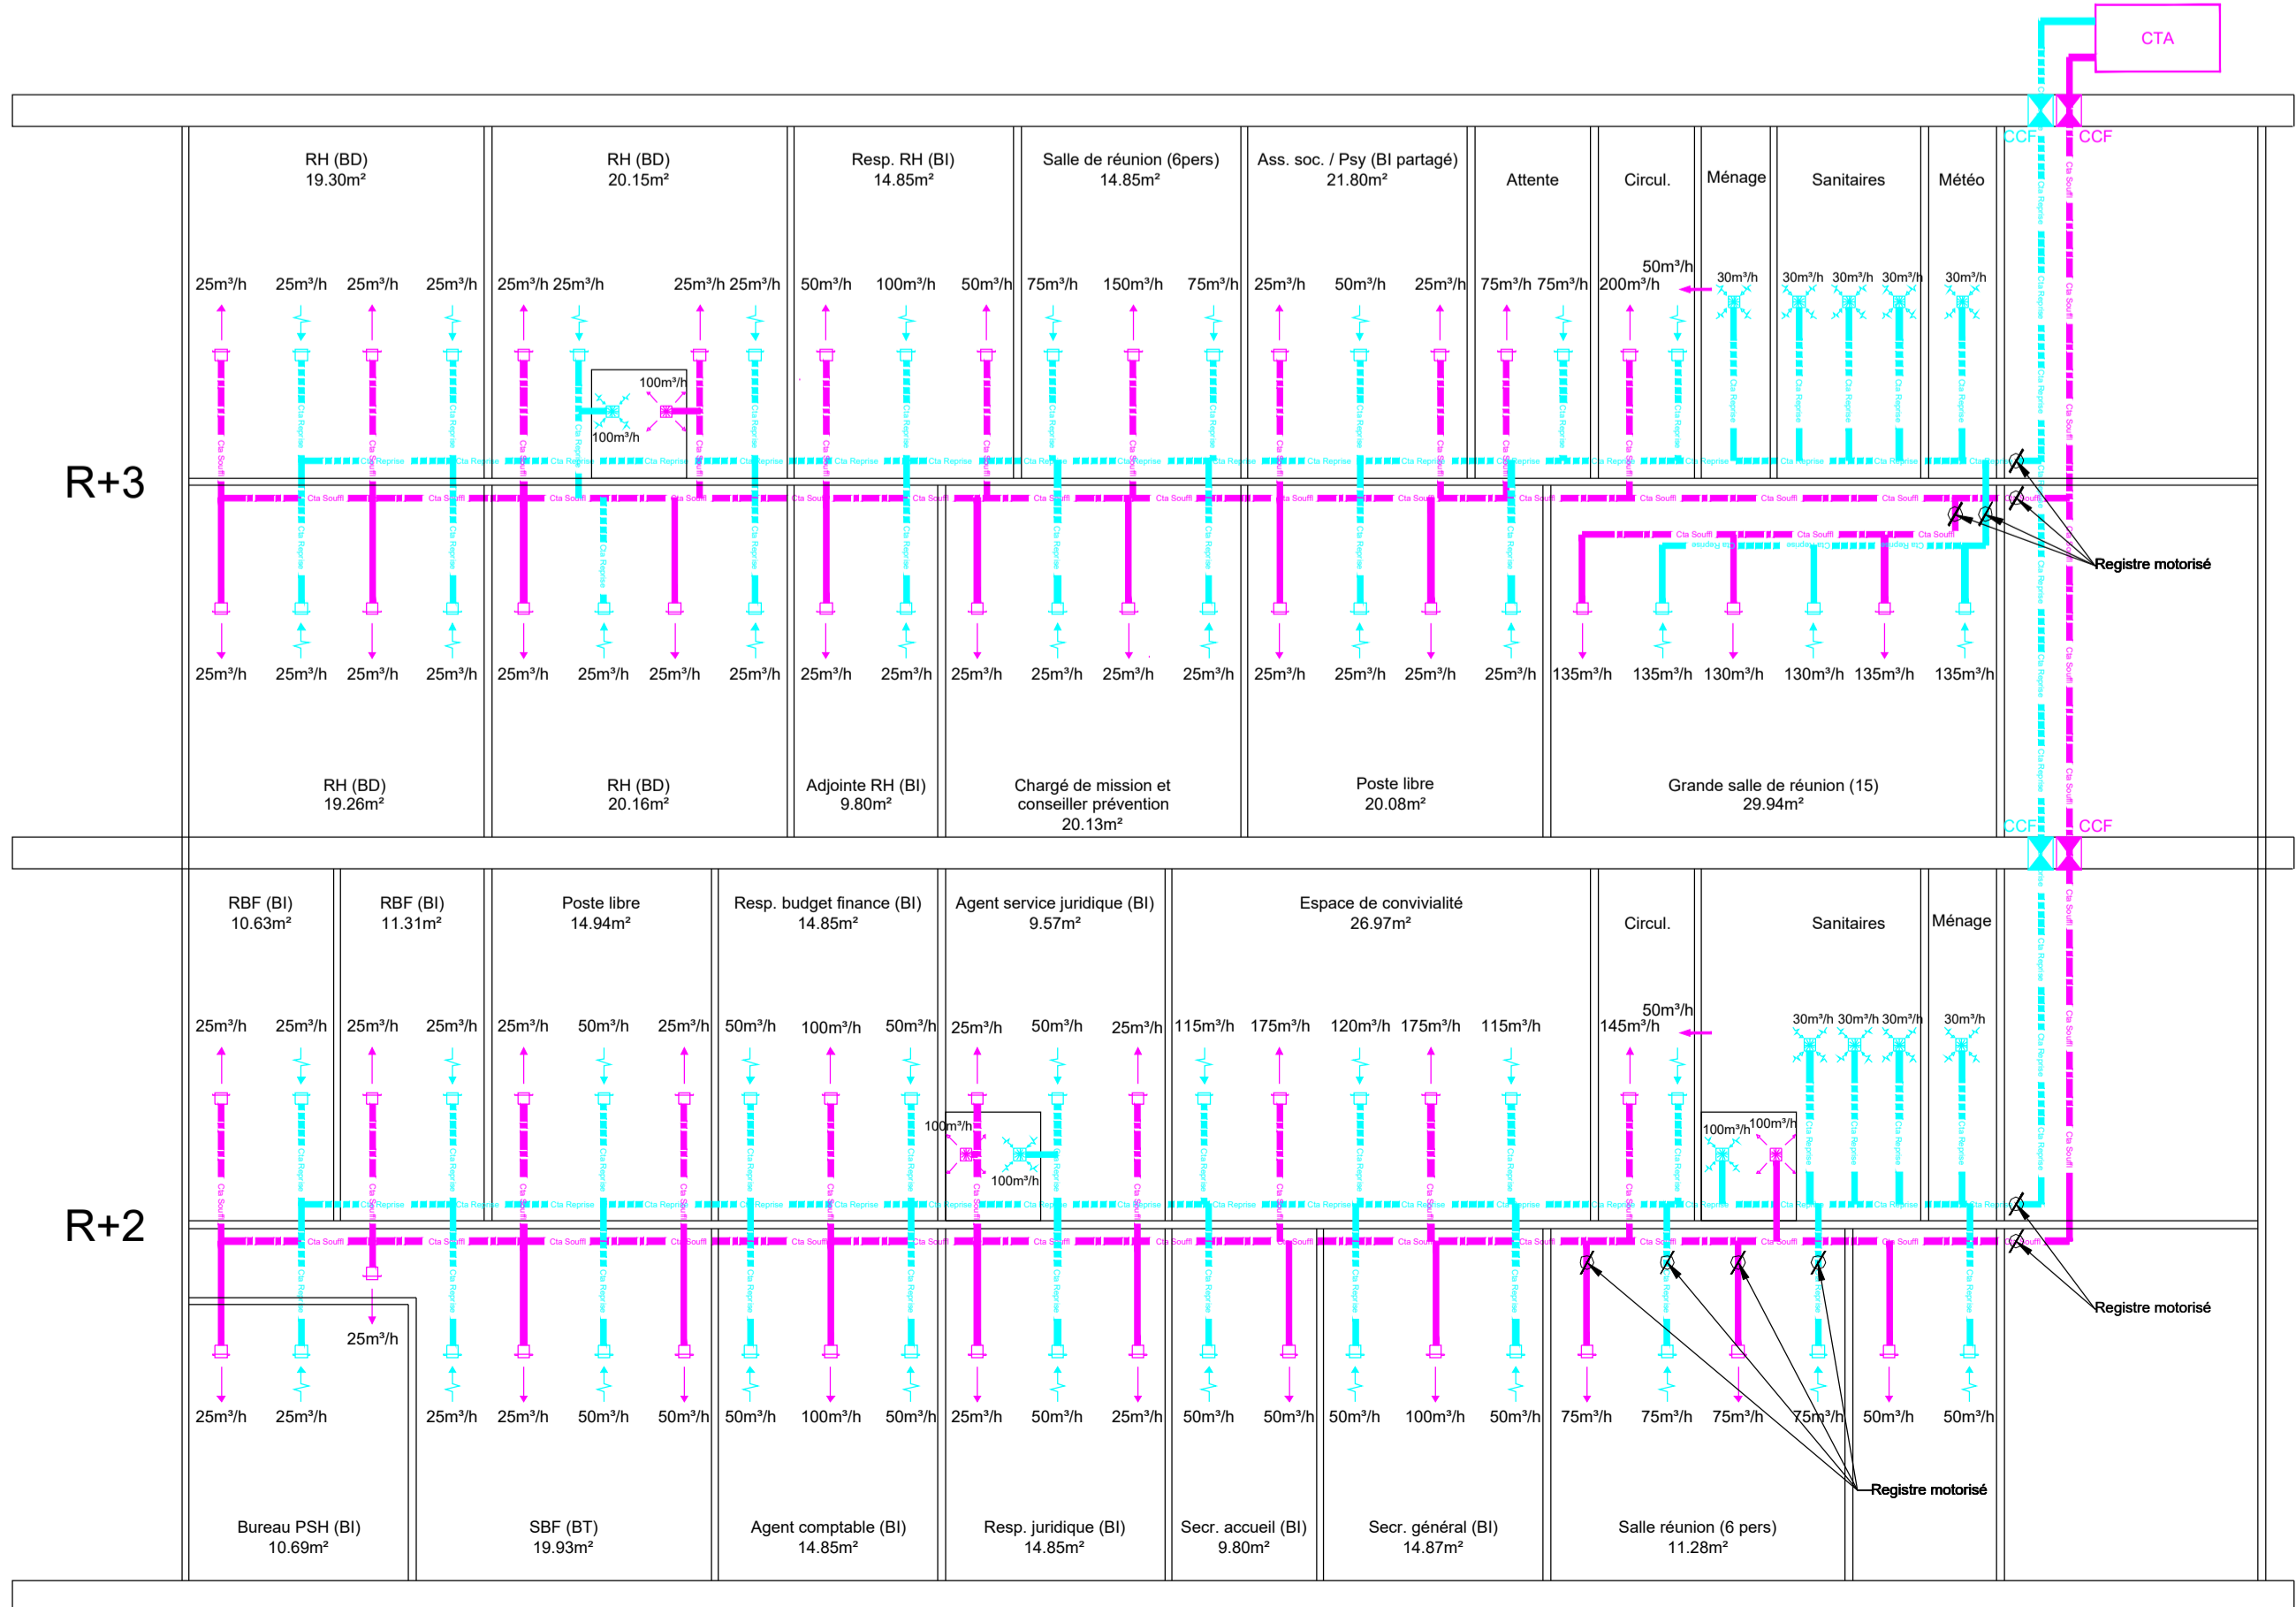 CTA
CCF CCF
RH (BD)
19.30m²
RH (BD)
20.15m²
Resp. RH (BI)
14.85m²
Salle de réunion (6pers)
14.85m²
Ass. soc. / Psy (BI partagé)
21.80m²
Attente
Circul.
Ménage
Sanitaires
Météo
25m³/h 25m³/h 25m³/h 25m³/h 25m³/h 25m³/h 25m³/h 25m³/h 50m³/h 100m³/h 50m³/h 75m³/h 150m³/h 75m³/h 25m³/h 50m³/h 25m³/h 75m³/h 75m³/h 200m³/h 50m³/h 30m³/h 30m³/h 30m³/h 30m³/h 30m³/h
100m³/h
100m³/h
Cta Reprise
Cta Souffl
R+3
Registre motorisé
25m³/h 25m³/h 25m³/h 25m³/h 25m³/h 25m³/h 25m³/h 25m³/h 25m³/h 25m³/h 25m³/h 25m³/h 25m³/h 25m³/h 25m³/h 25m³/h 25m³/h 25m³/h 135m³/h 135m³/h 130m³/h 130m³/h 135m³/h 135m³/h
RH (BD)
19.26m²
RH (BD)
20.16m²
Adjointe RH (BI)
9.80m²
Chargé de mission et
conseiller prévention
20.13m²
Poste libre
20.08m²
Grande salle de réunion (15)
29.94m²
CCF CCF
RBF (BI)
10.63m²
RBF (BI)
11.31m²
Poste libre
14.94m²
Resp. budget finance (BI)
14.85m²
Agent service juridique (BI)
9.57m²
Espace de convivialité
26.97m²
Circul.
Sanitaires
Ménage
25m³/h 25m³/h 25m³/h 25m³/h 25m³/h 50m³/h 25m³/h 50m³/h 100m³/h 50m³/h 25m³/h 50m³/h 25m³/h 115m³/h 175m³/h 120m³/h 175m³/h 115m³/h 145m³/h 50m³/h 30m³/h 30m³/h 30m³/h 30m³/h
100m³/h
100m³/h
100m³/h 100m³/h
Cta Reprise
R+2
Cta Souffl
Registre motorisé
25m³/h
25m³/h 25m³/h 25m³/h 25m³/h 50m³/h 50m³/h 50m³/h 100m³/h 50m³/h 25m³/h 50m³/h 25m³/h 50m³/h 50m³/h 50m³/h 100m³/h 50m³/h 75m³/h 75m³/h 75m³/h 75m³/h 50m³/h 50m³/h
Registre motorisé
Bureau PSH (BI)
10.69m²
SBF (BT)
19.93m²
Agent comptable (BI)
14.85m²
Resp. juridique (BI)
14.85m²
Secr. accueil (BI)
9.80m²
Secr. général (BI)
14.87m²
Salle réunion (6 pers)
11.28m²